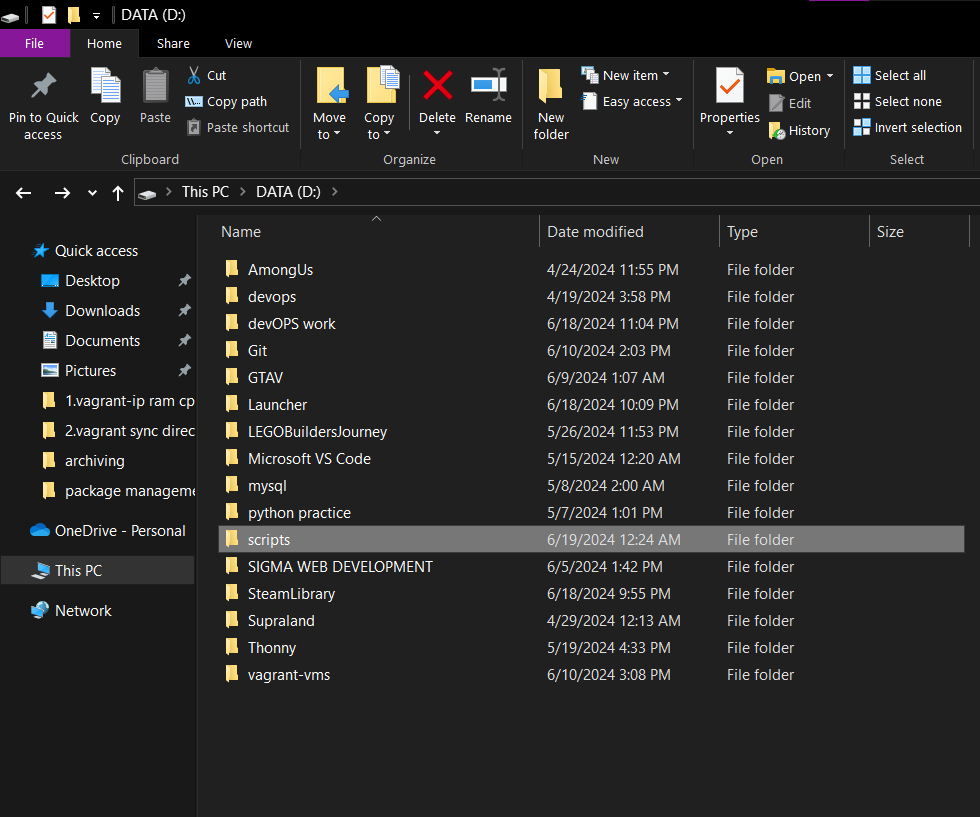 DATA (D:)
File Home Share View
Pin to Quick access
Copy
Paste
Cut
Copy path
Paste shortcut
Clipboard
Move to
Copy to
Delete
Rename
Organize
New folder
New item
Easy access
New
Properties
Open
Edit
History
Open
Select all
Select none
Invert selection
Select
This PC DATA (D:)
Quick access
Desktop
Downloads
Documents
Pictures
1.vagrant-ip ram cp
2.vagrant sync direc
archiving
package manageme
OneDrive - Personal
This PC
Network
Name Date modified Type Size
AmongUs 4/24/2024 11:55 PM File folder
devops 4/19/2024 3:58 PM File folder
devOPS work 6/18/2024 11:04 PM File folder
Git 6/10/2024 2:03 PM File folder
GTAV 6/9/2024 1:07 AM File folder
Launcher 6/18/2024 10:09 PM File folder
LEGOBuildersJourney 5/26/2024 11:53 PM File folder
Microsoft VS Code 5/15/2024 12:20 AM File folder
mysql 5/8/2024 2:00 AM File folder
python practice 5/7/2024 1:01 PM File folder
scripts 6/19/2024 12:24 AM File folder
SIGMA WEB DEVELOPMENT 6/5/2024 1:42 PM File folder
SteamLibrary 6/18/2024 9:55 PM File folder
Supraland 4/29/2024 12:13 AM File folder
Thonny 5/19/2024 4:33 PM File folder
vagrant-vms 6/10/2024 3:08 PM File folder